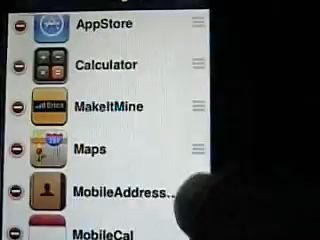 AppStore
Calculator
MakeItMine
Maps
MobileAddress...
MobileCal